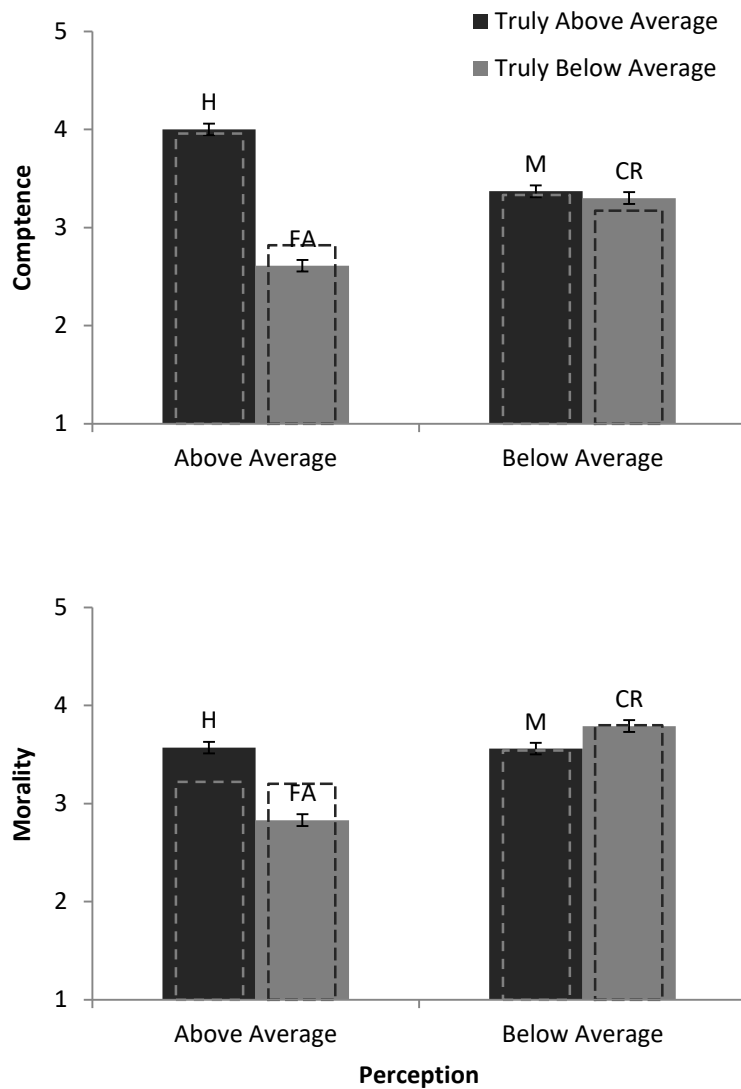 5
Truly Above Average
Truly Below Average
H
4
M
CR
FA
3
Comptence
2
1
Above Average
Below Average
5
4
H
M
CR
FA
3
Morality
2
1
Above Average
Below Average
Perception